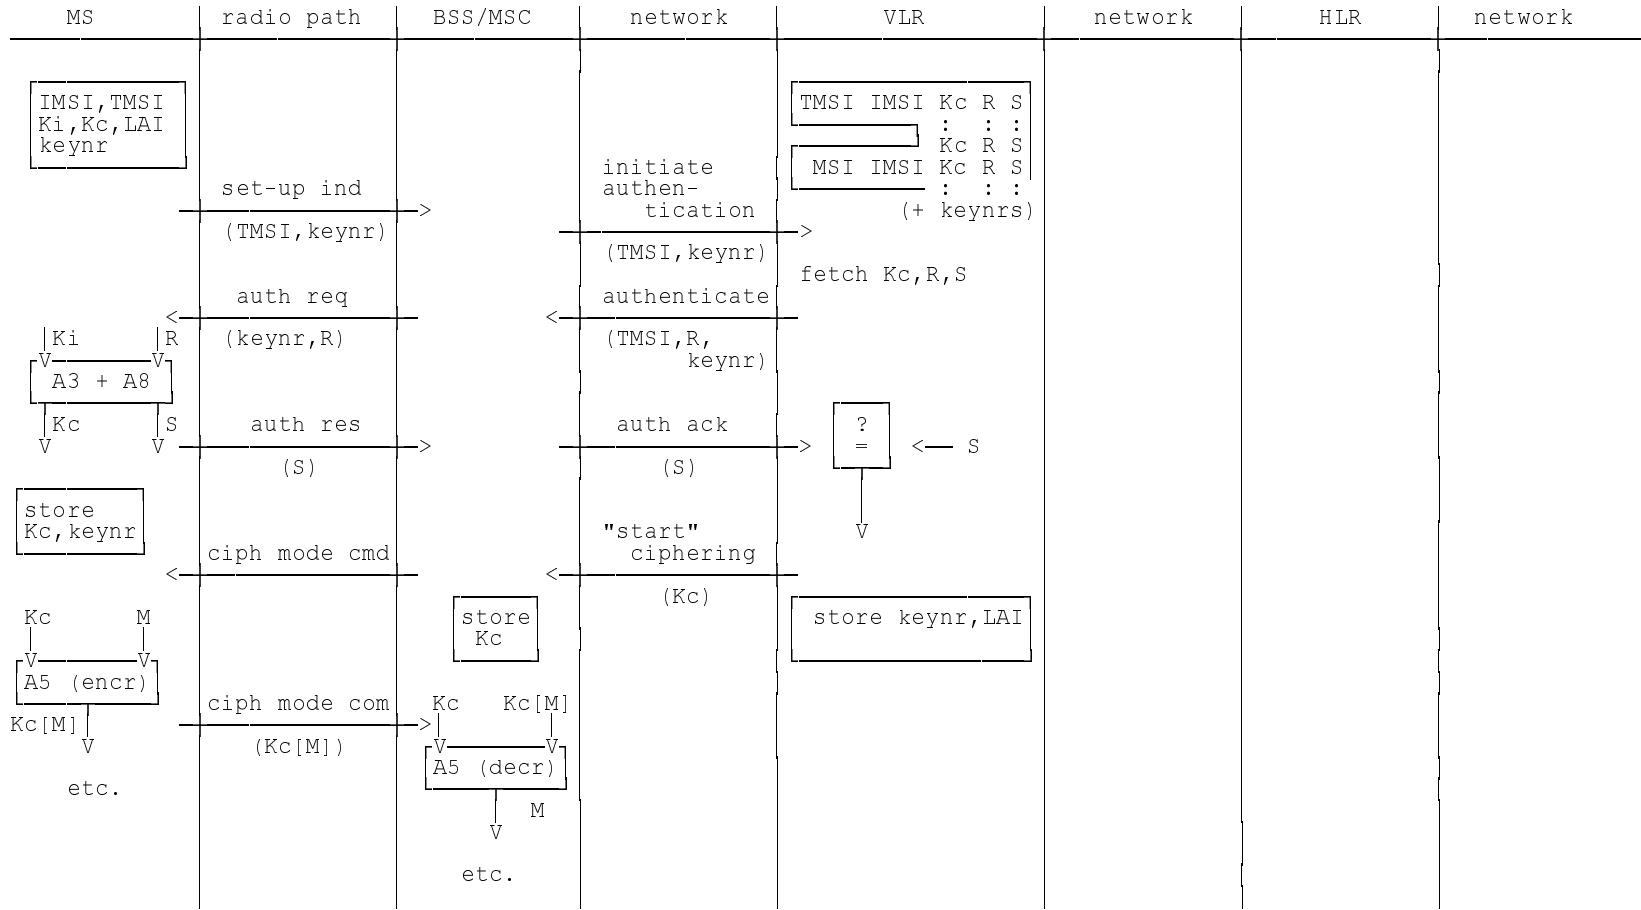 MS radio path BSS/MSC network VLR network HLR network
IMSI,TMSI TMSI IMSI Kc R S
Ki,Kc,LAI : : :
keynr Kc R S
initiate MSI IMSI Kc R S
set-up ind authen- : : :
tication (+ keynrs)
> 
(TMSI,keynr) >
(TMSI,keynr)
fetch Kc,R,S
auth req authenticate
< <
Ki R (keynr,R) (TMSI,R,
V V keynr)
A3 + A8
Kc S auth res auth ack ?
V V > > = < S
(S) (S)
store
Kc,keynr "start" V
ciph mode cmd ciphering
< <
(Kc)
Kc M store store keynr,LAI
Kc
V V
A5 (encr)
ciph mode com Kc Kc[M]
Kc[M] >
V (Kc[M]) V V
A5 (decr)
etc.
M
V
etc.